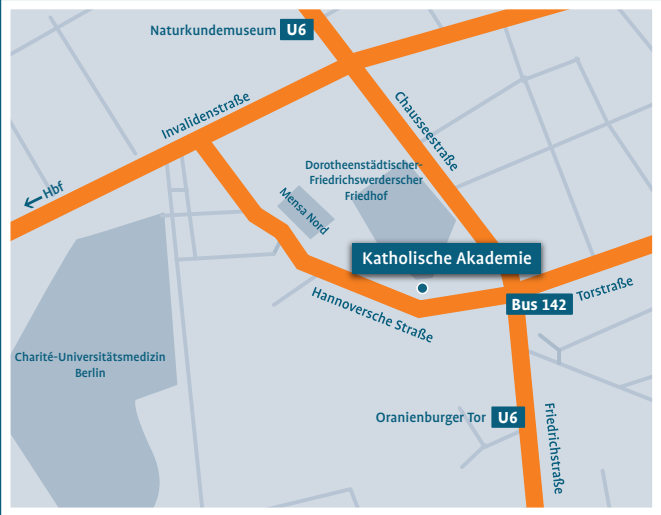 Naturkundemuseum U6
Invalidenstraße
Chausseestraße
← Hbf
Dorotheenstädtischer-
Friedrichswerderscher
Friedhof
Mensa Nord
Katholische Akademie
Hannoversche Straße
Bus 142
Torstraße
Charité-Universitätsmedizin
Berlin
Oranienburger Tor U6
Friedrichstraße